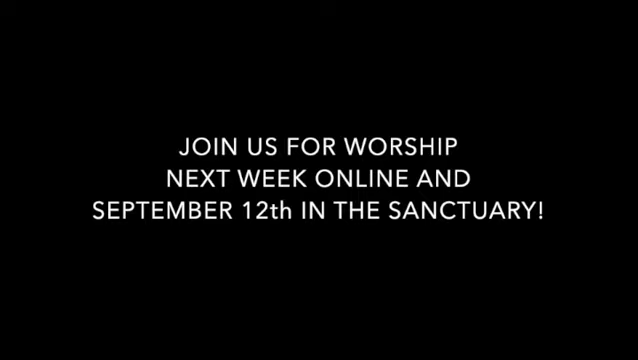 JOIN US FOR WORSHIP
NEXT WEEK ONLINE AND
SEPTEMBER 12th IN THE SANCTUARY!